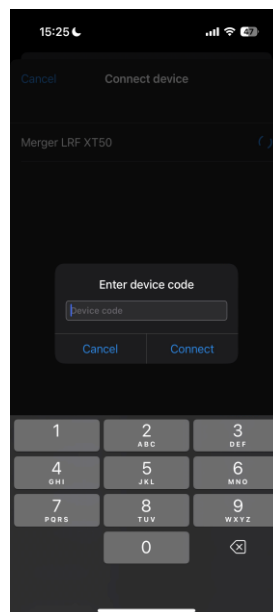 15:25
47
Cancel Connect device
Merger LRF XT50
Enter device code
Device code
Cancel Connect
1 2 3
ABC DEF
4 5 6
GHI JKL MNO
7 8 9
PQRS TUV WXYZ
0